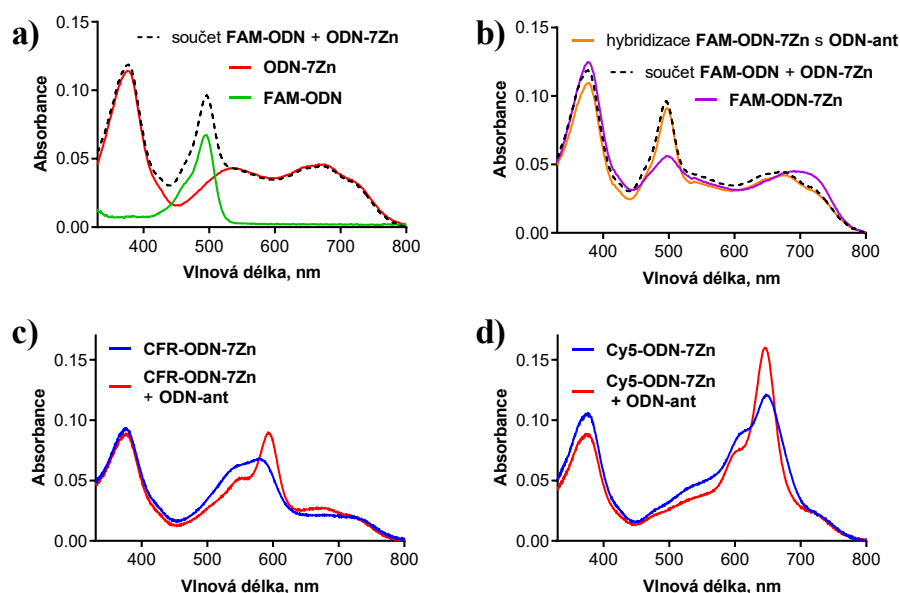 a)
0.15
0.10
0.05
0.00
Absorbance
součet FAM-ODN + ODN-7Zn
ODN-7Zn
FAM-ODN
400 500 600 700 800
Vlnová délka, nm
b)
0.15
0.10
0.05
0.00
Absorbance
hybridizace FAM-ODN-7Zn s ODN-ant
součet FAM-ODN + ODN-7Zn
FAM-ODN-7Zn
400 500 600 700 800
Vlnová délka, nm
c)
0.15
0.10
0.05
0.00
Absorbance
CFR-ODN-7Zn
CFR-ODN-7Zn
+ ODN-ant
400 500 600 700 800
Vlnová délka, nm
d)
0.15
0.10
0.05
0.00
Absorbance
Cy5-ODN-7Zn
Cy5-ODN-7Zn
+ ODN-ant
400 500 600 700 800
Vlnová délka, nm